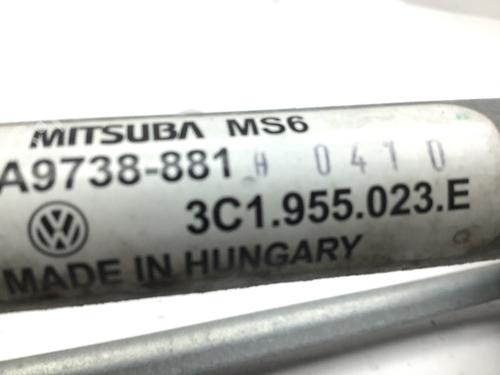 MITSUBA MS6
A9738-881 H 0410
3C1.955.023.E
MADE IN HUNGARY